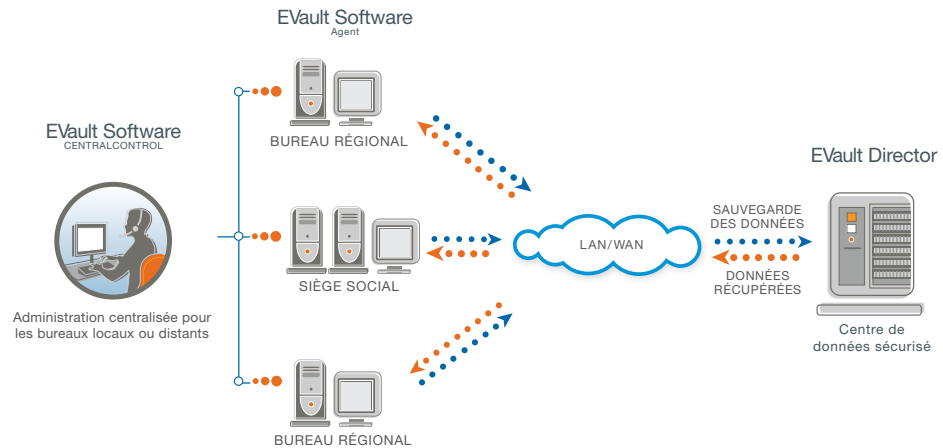 EVault Software
Agent
BUREAU RÉGIONAL
EVault Software
CENTRALCONTROL
Administration centralisée pour
les bureaux locaux ou distants
SIÈGE SOCIAL
BUREAU RÉGIONAL
LAN/WAN
SAUVEGARDE
DES DONNÉES
DONNÉES
RÉCUPÉRÉES
EVault Director
Centre de
données sécurisé